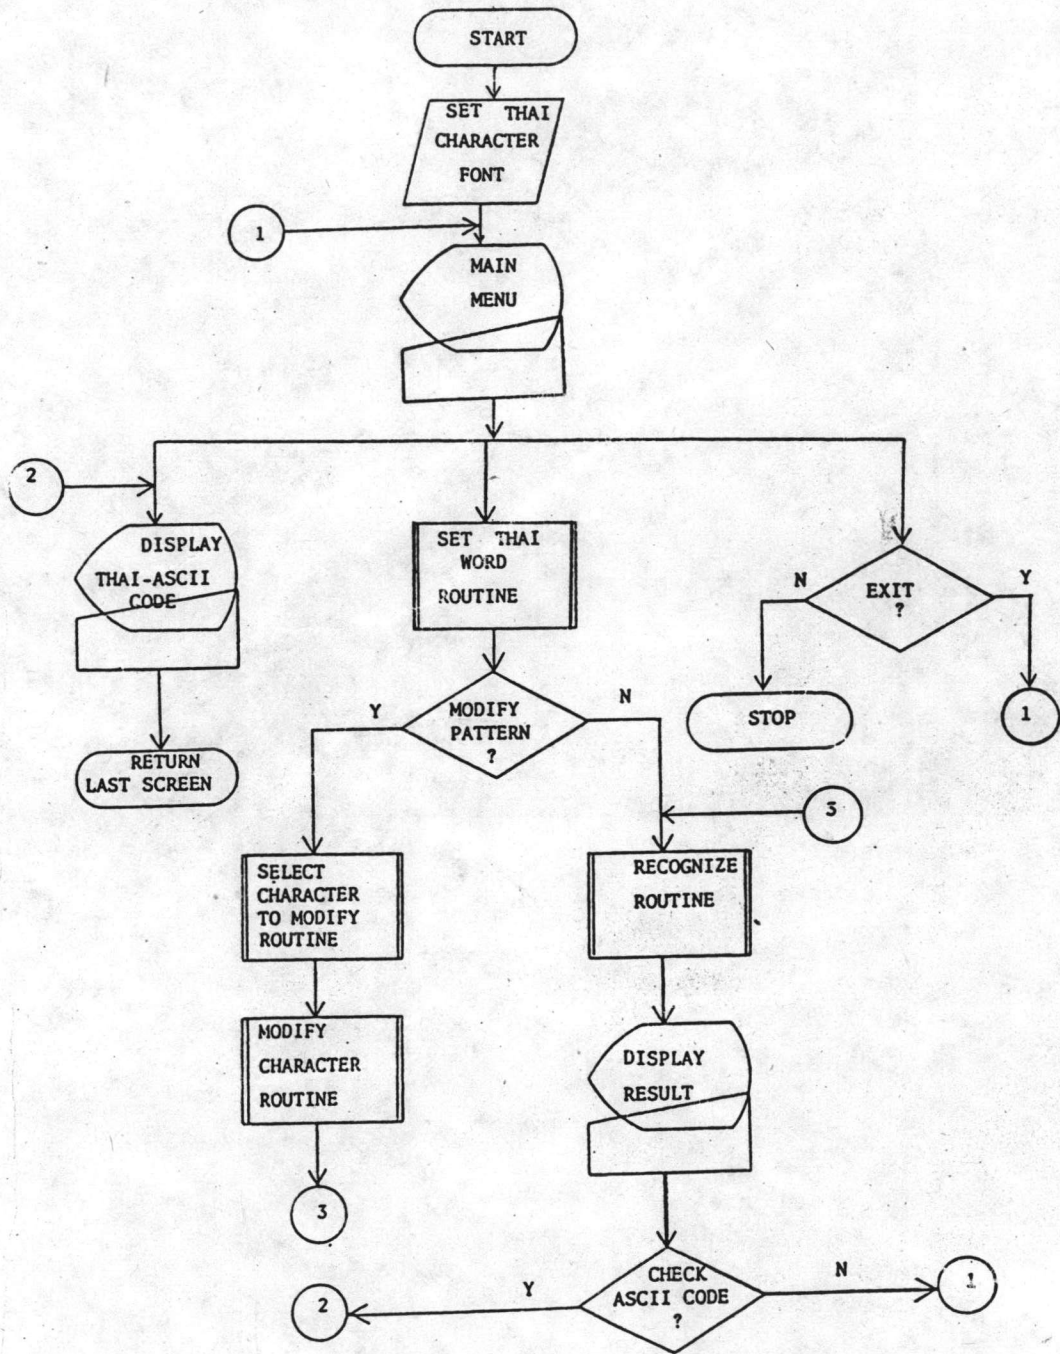 START
SET THAI
CHARACTER
FONT
1
MAIN
MENU
2
DISPLAY
THAI-ASCII
CODE
RETURN
LAST SCREEN
SET THAI
WORD
ROUTINE
N
EXIT
?
Y
STOP
1
Y
MODIFY
PATTERN
?
N
3
SELECT
CHARACTER
TO MODIFY
ROUTINE
RECOGNIZE
ROUTINE
MODIFY
CHARACTER
ROUTINE
DISPLAY
RESULT
3
CHECK
ASCII CODE
?
Y
N
2
1